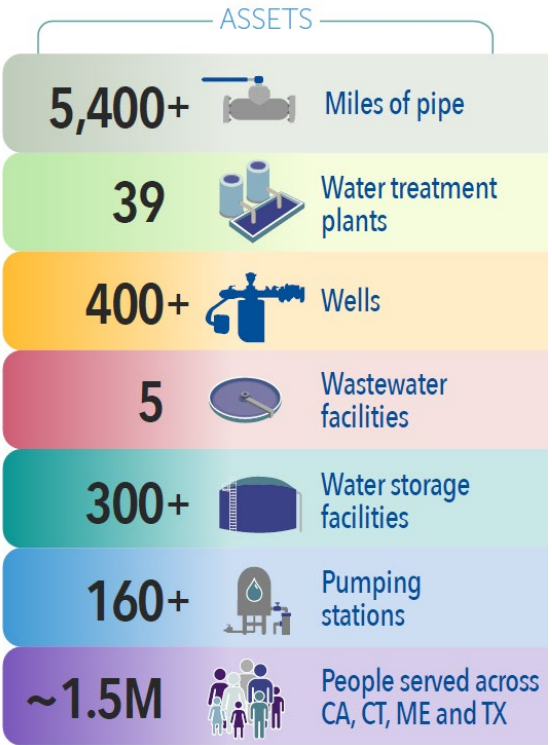 ASSETS
5,400+
Miles of pipe
39
Water treatment
plants
400+
Wells
5
Wastewater
facilities
300+
Water storage
facilities
160+
Pumping
stations
~1.5M
People served across
CA, CT, ME and TX